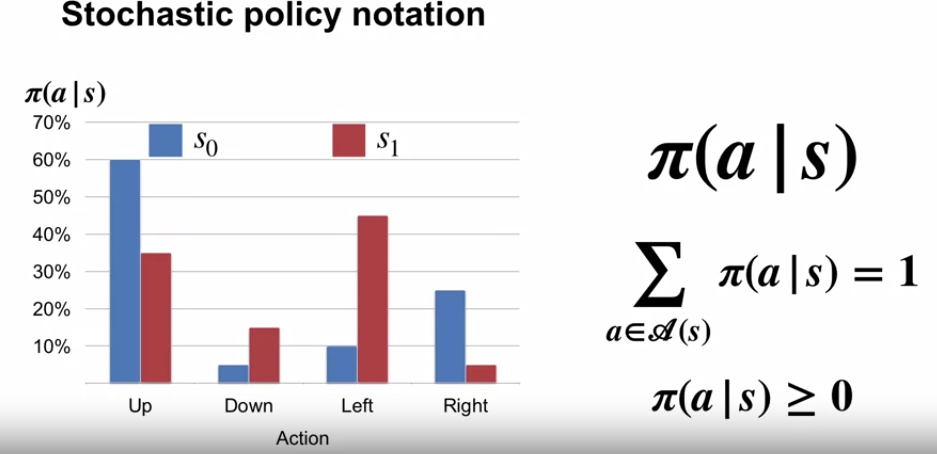 Stochastic policy notation
π(a|s)
70%
60%
50%
40%
30%
20%
10%
s₀
s₁
Up Down Left Right
Action
π(a|s)
∑ π(a|s) = 1
a∈𝒜(s)
π(a|s) ≥ 0